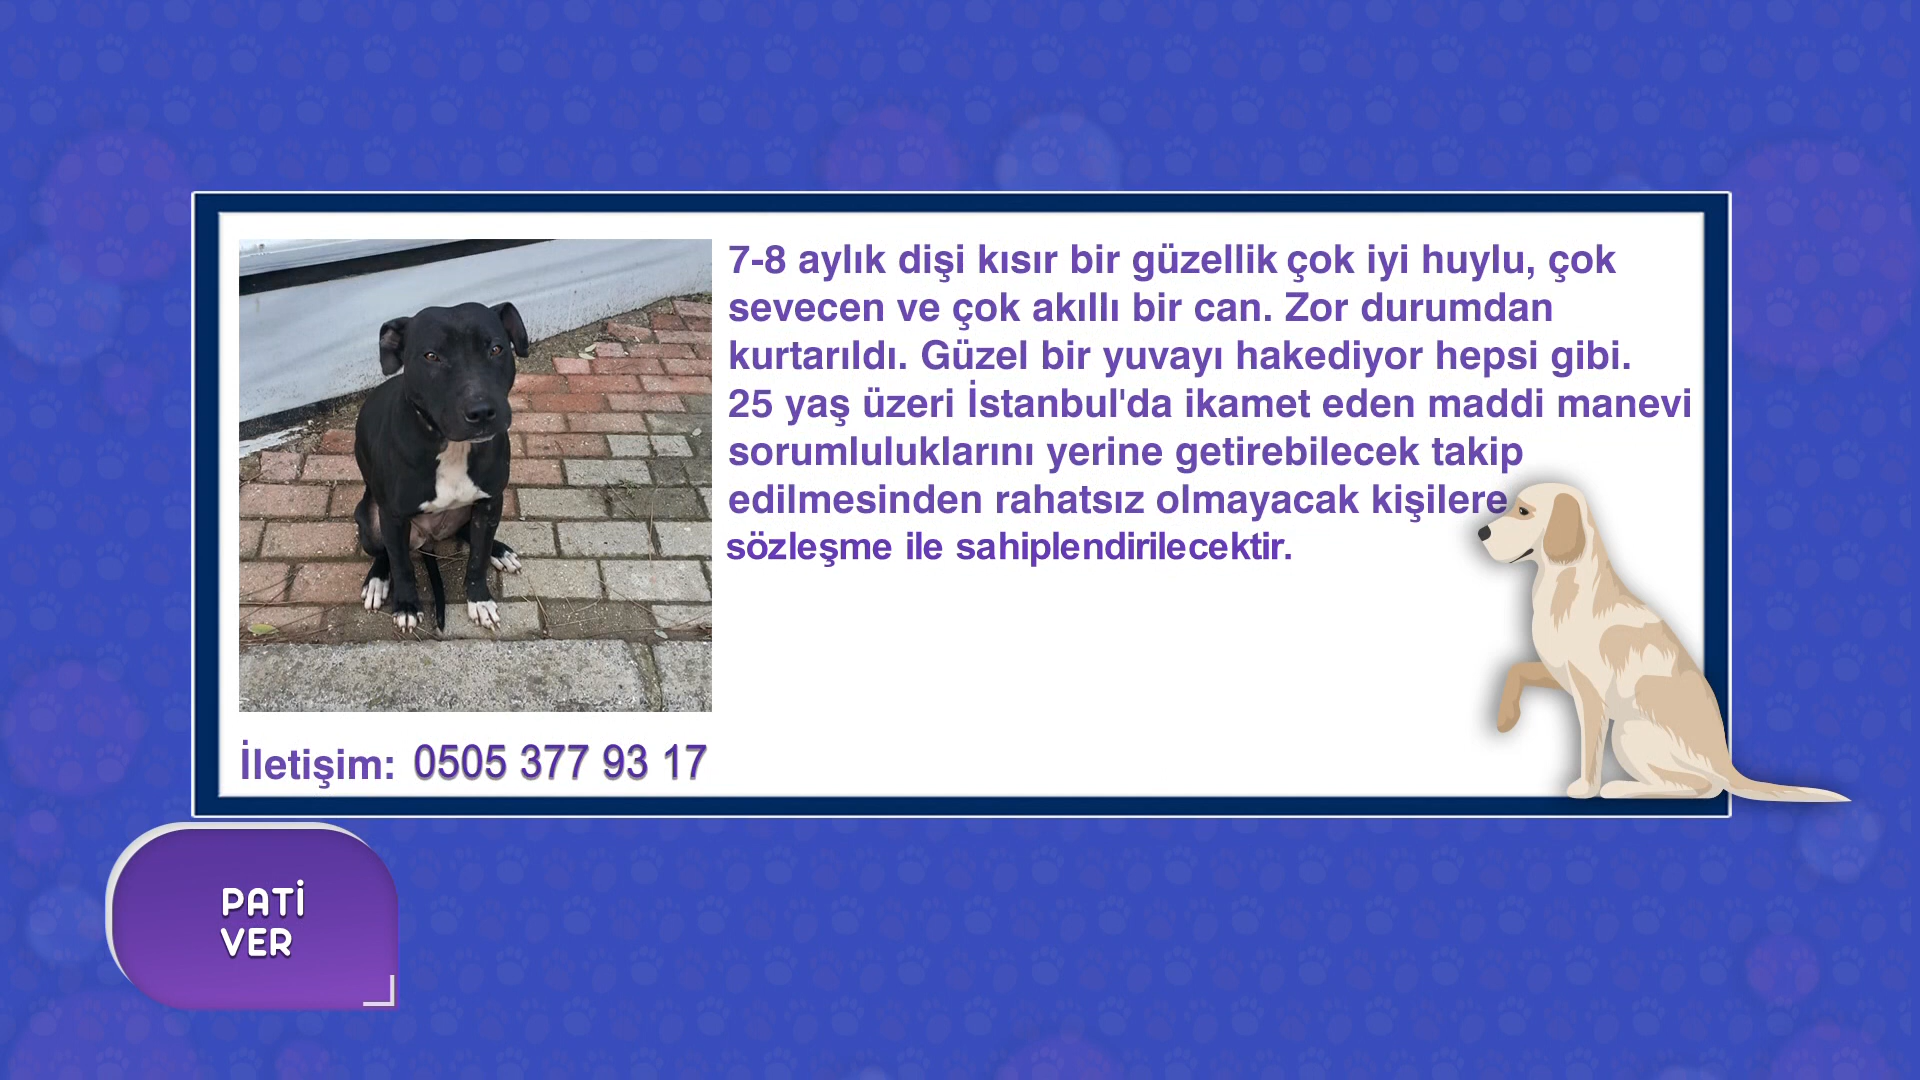 7-8 aylık dişi kısır bir güzellik çok iyi huylu, çok
sevecen ve çok akıllı bir can. Zor durumdan
kurtarıldı. Güzel bir yuvayı hakediyor hepsi gibi.
25 yaş üzeri İstanbul'da ikamet eden maddi manevi
sorumluluklarını yerine getirebilecek takip
edilmesinden rahatsız olmayacak kişilere
sözleşme ile sahiplendirilecektir.
İletişim: 0505 377 93 17
PATİ
VER